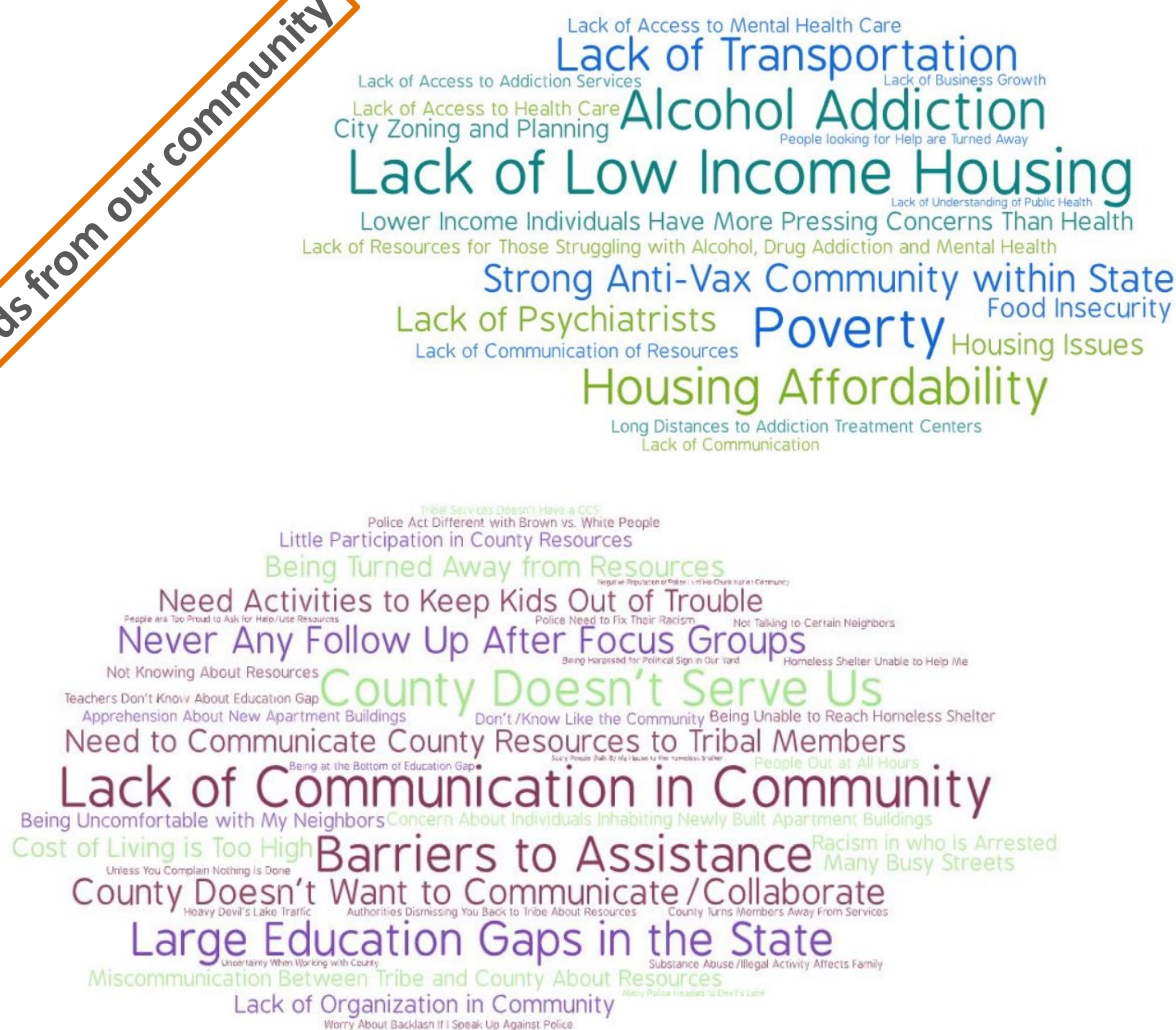 ds from our community
Lack of Access to Mental Health Care
Lack of Transportation
Lack of Access to Addiction Services
Lack of Business Growth
Lack of Access to Health Care
Alcohol Addiction
City Zoning and Planning
People looking for Help are Turned Away
Lack of Low Income Housing
Lack of Understanding of Public Health
Lower Income Individuals Have More Pressing Concerns Than Health
Lack of Resources for Those Struggling with Alcohol, Drug Addiction and Mental Health
Strong Anti-Vax Community within State
Food Insecurity
Lack of Psychiatrists
Poverty
Housing Issues
Lack of Communication of Resources
Housing Affordability
Long Distances to Addiction Treatment Centers
Lack of Communication
Tribal Services Doesn't Have a CCS
Police Act Different with Brown vs. White People
Little Participation in County Resources
Being Turned Away from Resources
Need Activities to Keep Kids Out of Trouble
People are Too Proud to Ask for Help/Use Resources
Police Need to Fix Their Racism
Not Talking to Certain Neighbors
Never Any Follow Up After Focus Groups
Being Harassed for Political Sign in Our Yard
Homeless Shelter Unable to Help Me
Not Knowing About Resources
County Doesn't Serve Us
Teachers Don't Know About Education Gap
Apprehension About New Apartment Buildings
Don't/Know Like the Community
Being Unable to Reach Homeless Shelter
Need to Communicate County Resources to Tribal Members
Scary People Walk By My House to the Homeless Shelter
Being at the Bottom of Education Gap
People Out at All Hours
Lack of Communication in Community
Being Uncomfortable with My Neighbors
Concern About Individuals Inhabiting Newly Built Apartment Buildings
Cost of Living is Too High
Barriers to Assistance
Racism in who is Arrested
Many Busy Streets
Unless You Complain Nothing is Done
County Doesn't Want to Communicate/Collaborate
Heavy Devil's Lake Traffic
Authorities Dismissing You Back to Tribe About Resources
County Turns Members Away From Services
Large Education Gaps in the State
Uncertainty When Working with County
Substance Abuse/Illegal Activity Affects Family
Miscommunication Between Tribe and County About Resources
Many Police Headed to Devil's Lake
Lack of Organization in Community
Worry About Backlash If I Speak Up Against Police